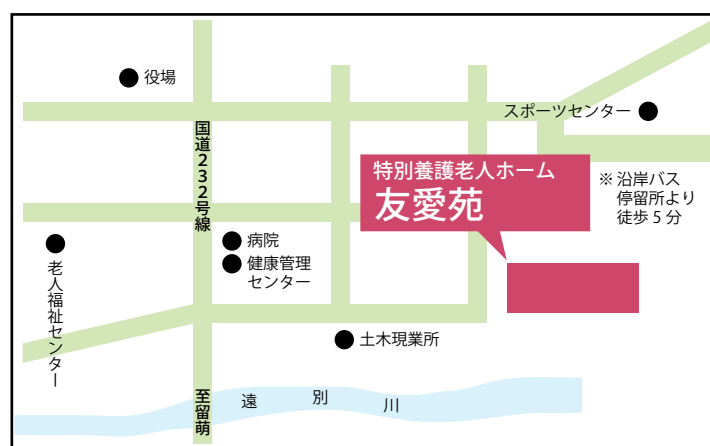 役場
スポーツセンター
国道232号線
特別養護老人ホーム
友愛苑
※ 沿岸バス
停留所より
徒歩 5 分
病院
健康管理
センター
老人福祉センター
土木現業所
至留萌
遠別川